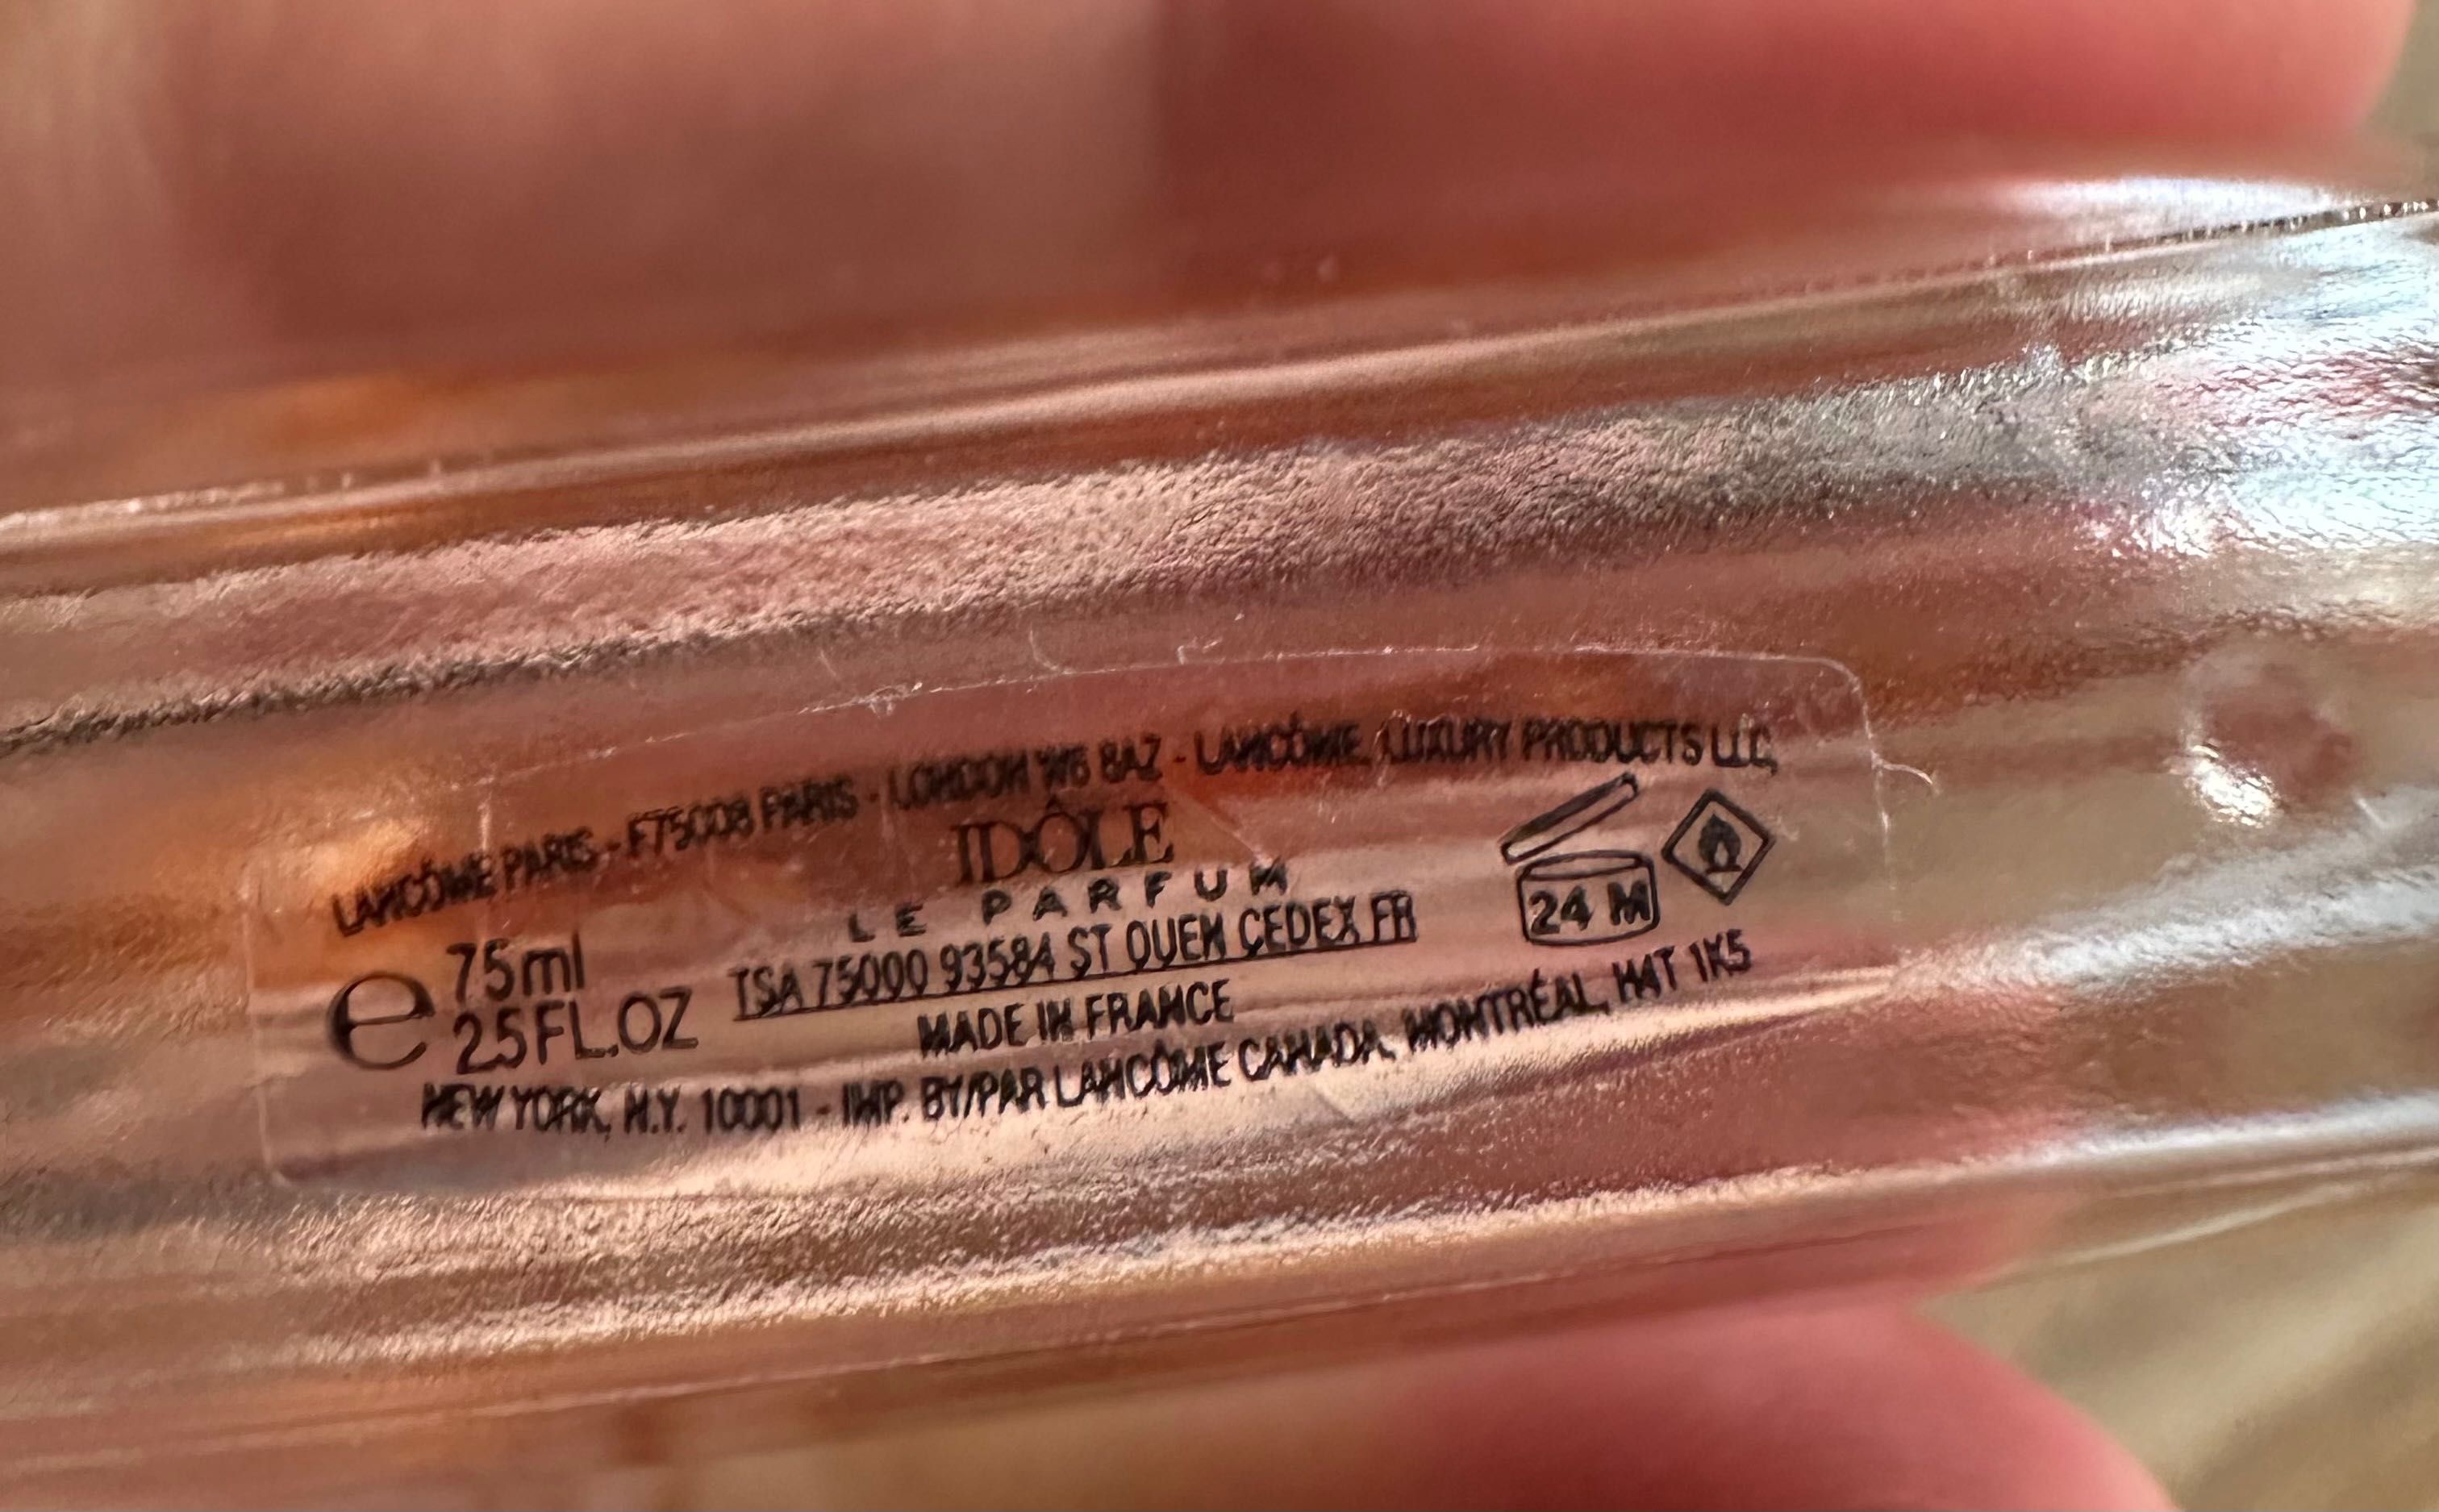 LANCÔME PARIS - F75008 PARIS - LONDON W6 8AZ - LANCÔME, LUXURY PRODUCTS LLC,
IDÔLE
LE PARFUM
e 75ml
2.5FL.OZ
TSA 75000 93584 ST OUEN CEDEX FR
24 M
MADE IN FRANCE
NEW YORK, N.Y. 10001 - IMP. BY/PAR LANCÔME CANADA, MONTRÉAL, H4T 1K5